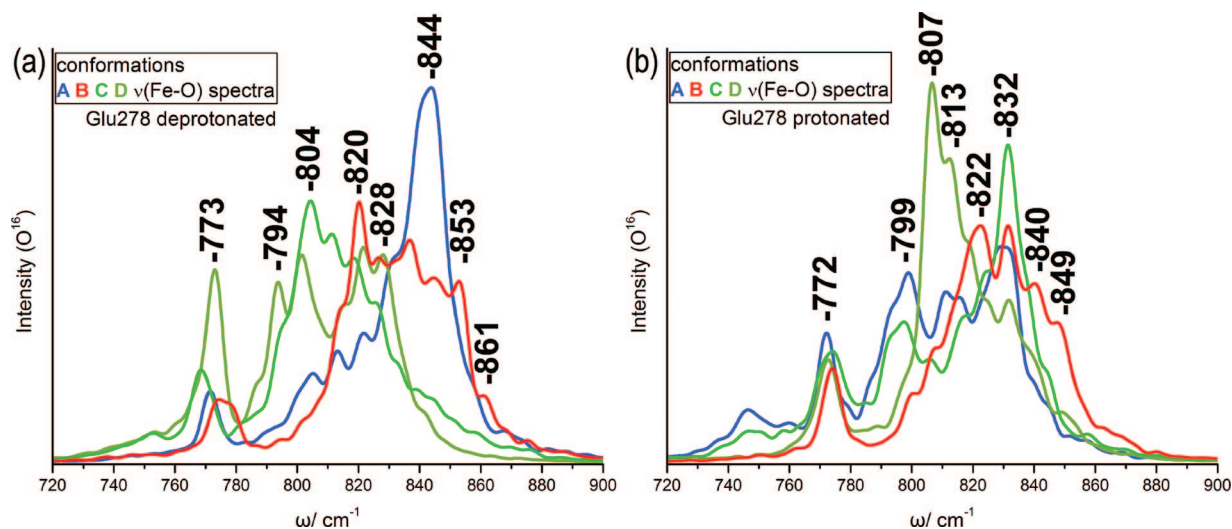 (a)
conformations
A B C D ν(Fe-O) spectra
Glu278 deprotonated
-773
-794
-804
-820
-828
-844
-853
-861
Intensity (O¹⁶)
720 740 760 780 800 820 840 860 880 900
ω/ cm⁻¹
(b)
conformations
A B C D ν(Fe-O) spectra
Glu278 protonated
-772
-799
-807
-813
-822
-832
-840
-849
Intensity (O¹⁶)
720 740 760 780 800 820 840 860 880 900
ω/ cm⁻¹